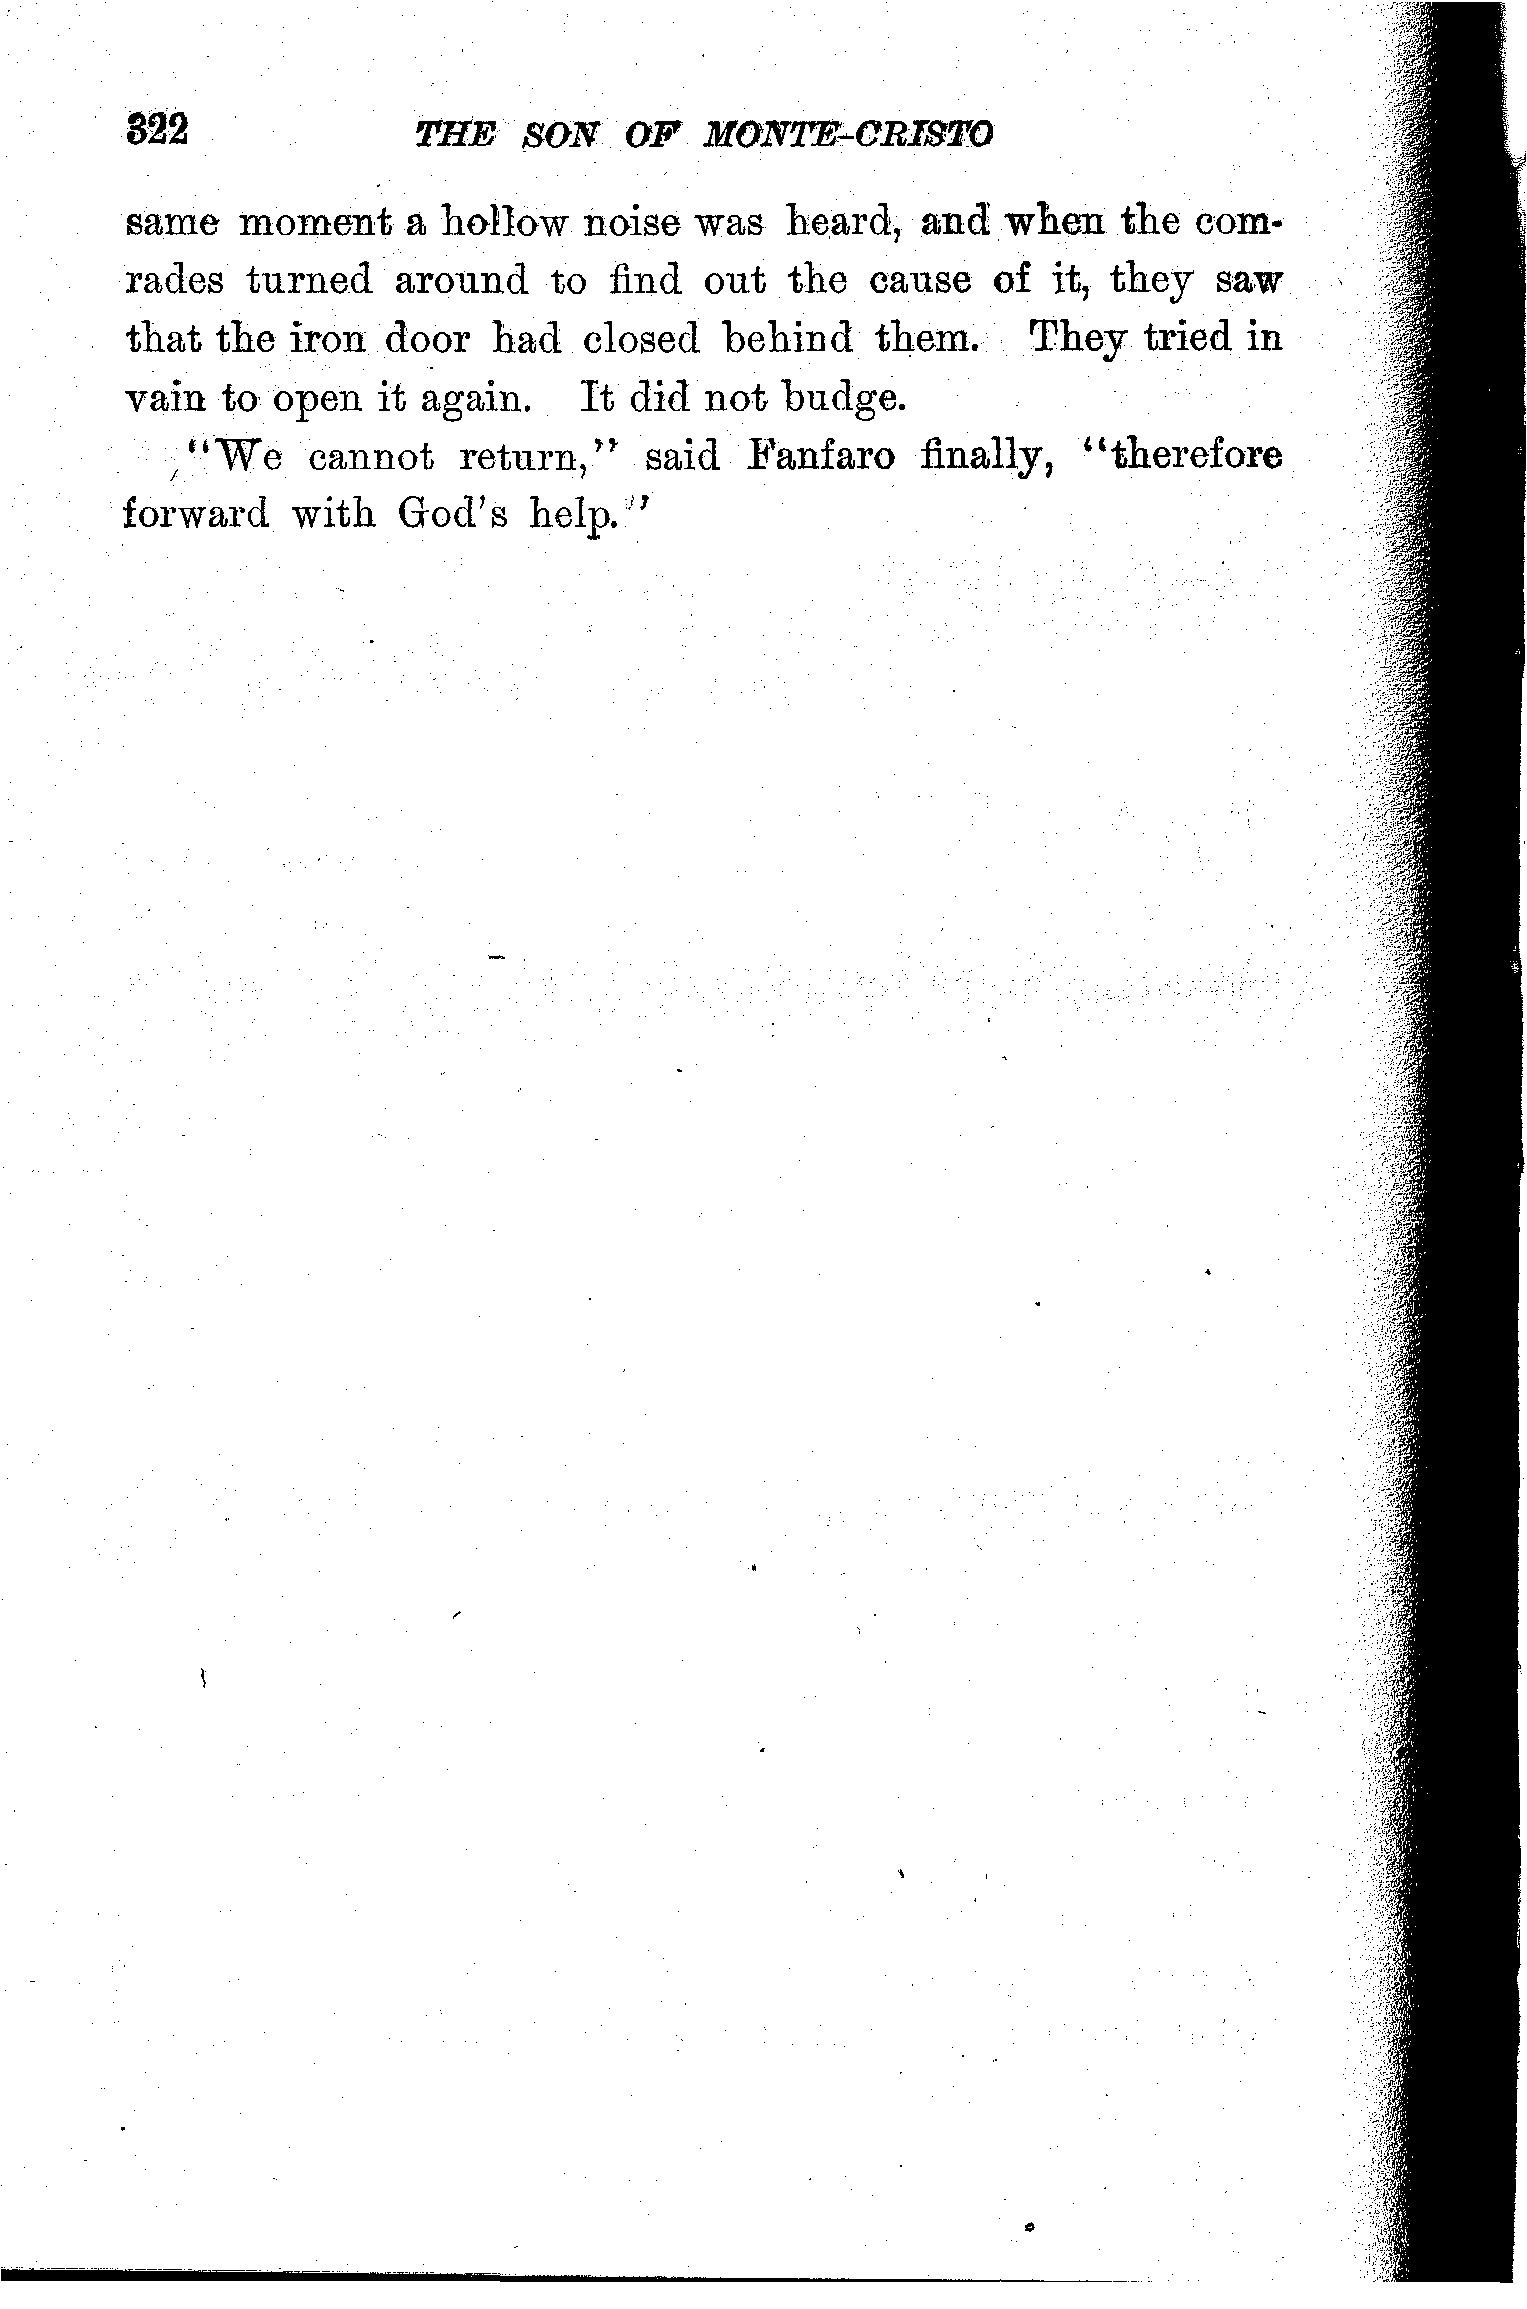 322 THE SON OF MONTE-CRISTO
same moment a hollow noise was heard, and when the com-
rades turned around to find out the cause of it, they saw
that the iron door had closed behind them. They tried in
vain to open it again. It did not budge.
"We cannot return," said Fanfaro finally, "therefore
forward with God's help."